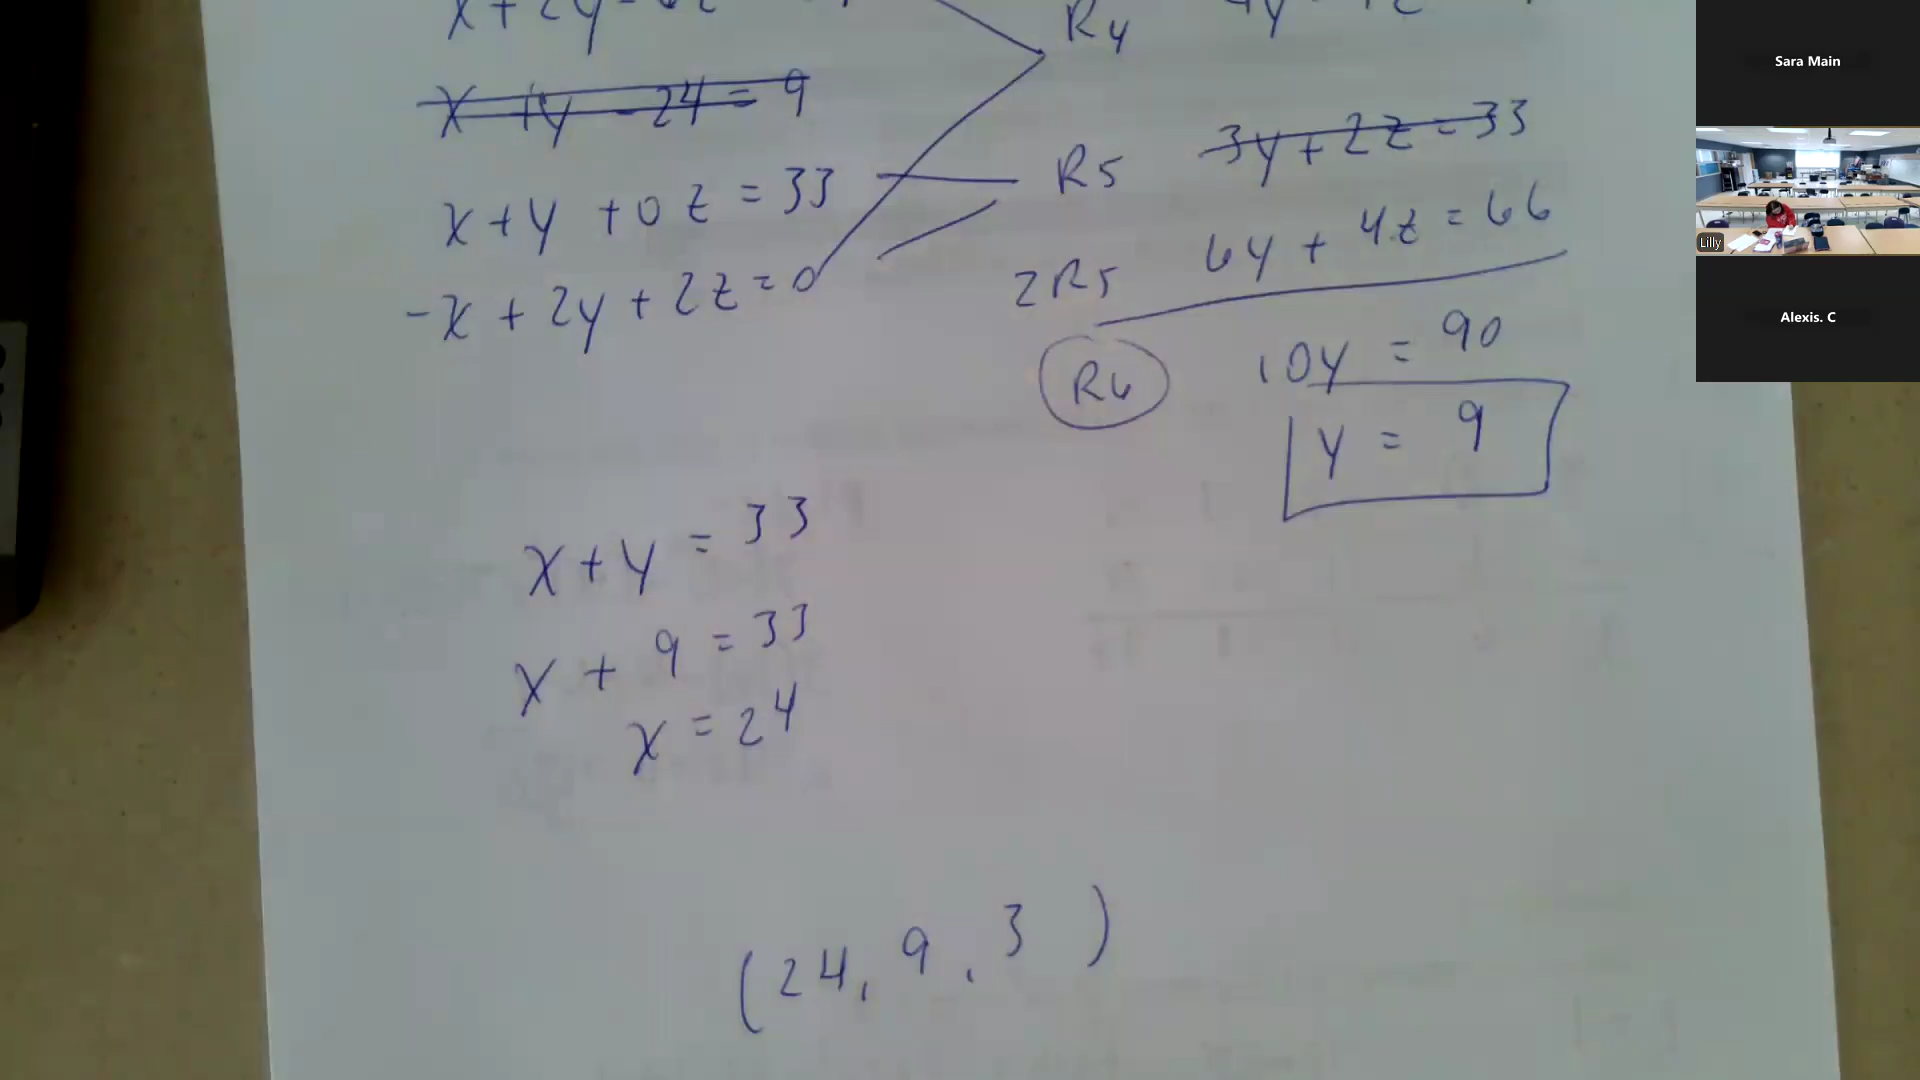 R4
x + y - 24 = 9
x + y + 0z = 33
-x + 2y + 2z = 0
R5
3y + 2z = 33
2R5
6y + 4z = 66
R6
10y = 90
y = 9
x + y = 33
x + 9 = 33
x = 24
(24, 9, 3)
Sara Main
Lilly
Alexis. C